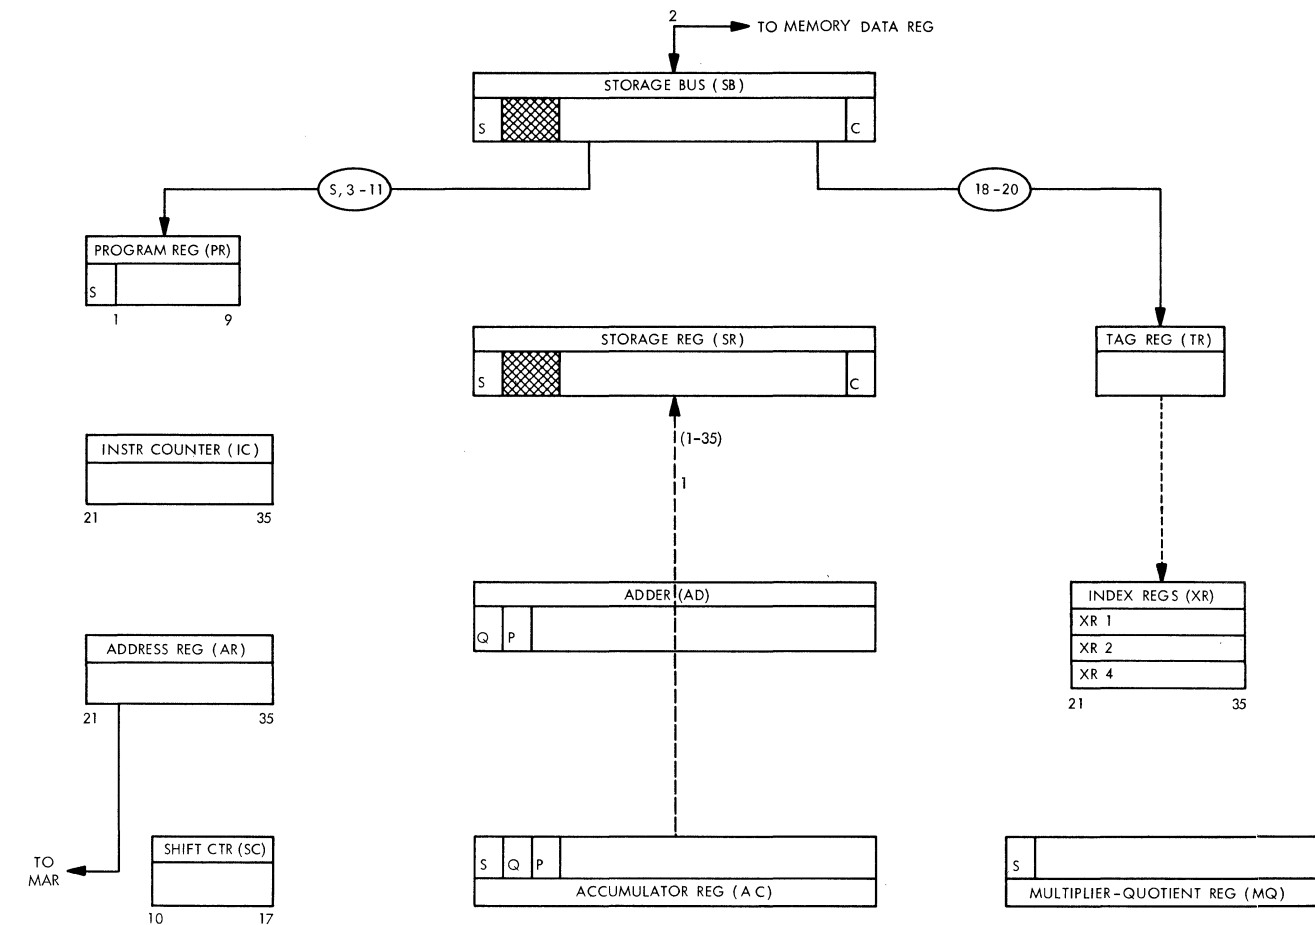 2
TO MEMORY DATA REG
STORAGE BUS (SB)
S
C
S, 3-11
18-20
PROGRAM REG (PR)
S
1 9
STORAGE REG (SR)
S
C
TAG REG (TR)
(1-35)
1
INSTR COUNTER (IC)
21 35
ADDER (AD)
Q P
INDEX REGS (XR)
XR 1
XR 2
XR 4
21 35
ADDRESS REG (AR)
21 35
TO
MAR
SHIFT CTR (SC)
10 17
S Q P
ACCUMULATOR REG (AC)
S
MULTIPLIER-QUOTIENT REG (MQ)